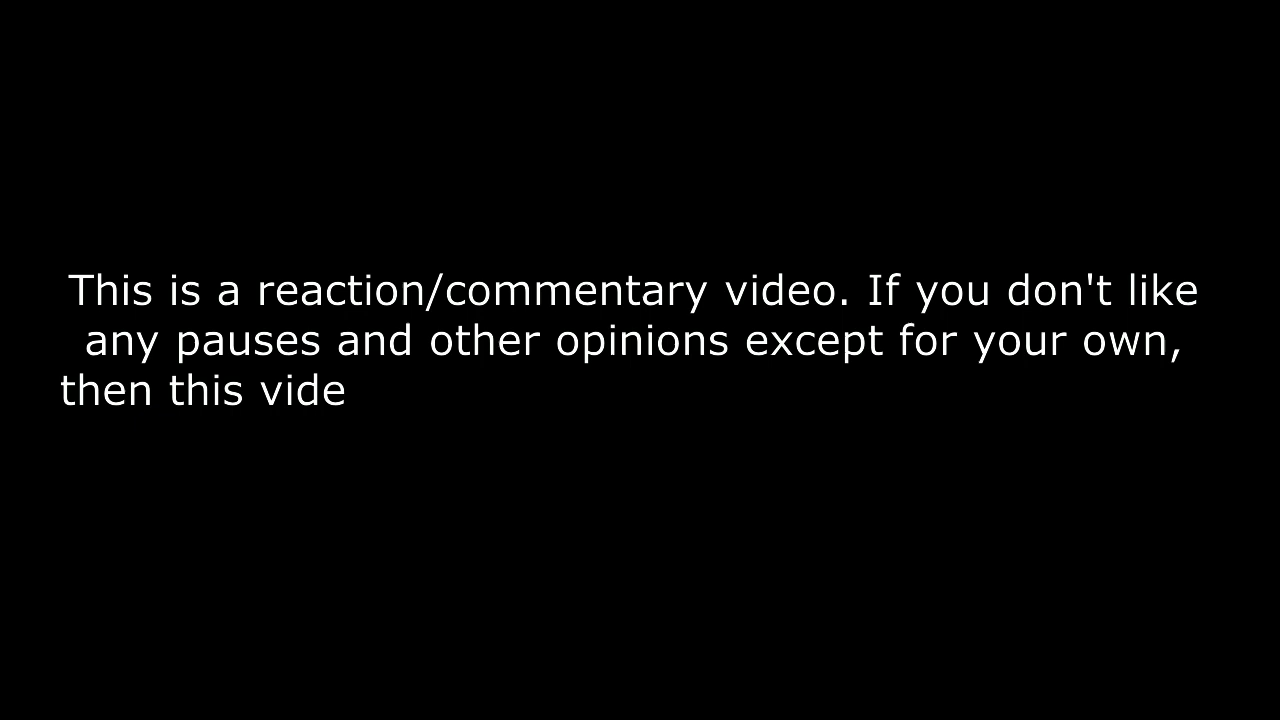 This is a reaction/commentary video. If you don't like
any pauses and other opinions except for your own,
then this vide